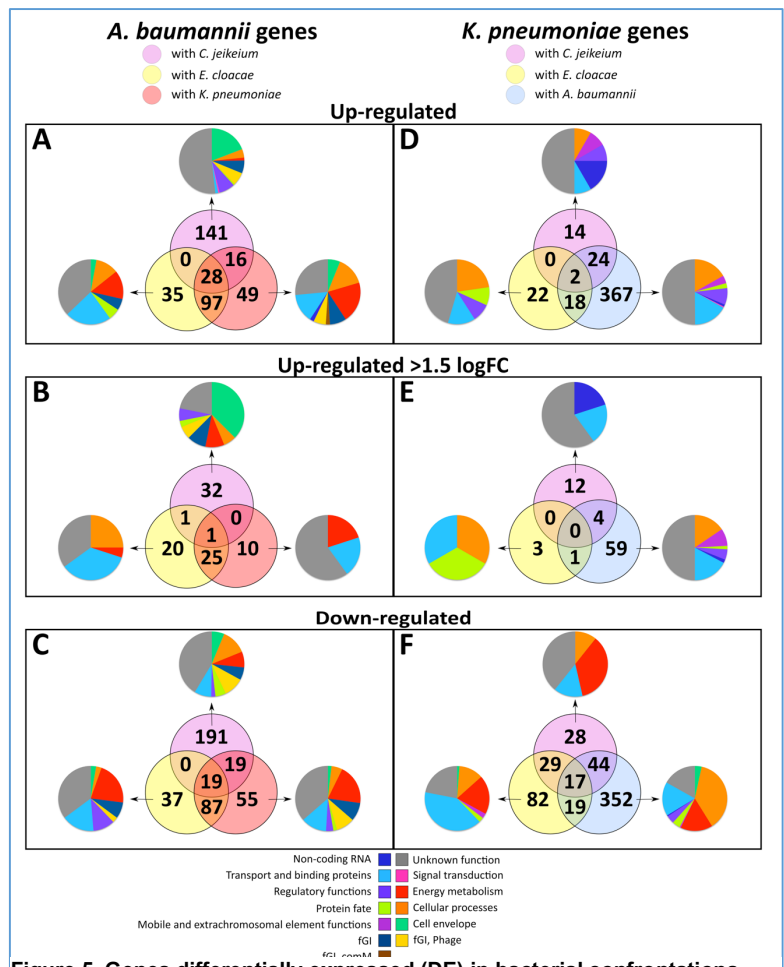 A. baumannii genes
with C. jeikeium
with E. cloacae
with K. pneumoniae
K. pneumoniae genes
with C. jeikeium
with E. cloacae
with A. baumannii
Up-regulated
A
141
0
16
28
35
97
49
D
14
0
24
2
22
18
367
Up-regulated >1.5 logFC
B
32
1
0
1
20
25
10
E
12
0
4
0
3
1
59
Down-regulated
C
191
0
19
19
37
87
55
F
28
29
44
17
82
19
352
Non-coding RNA
Unknown function
Transport and binding proteins
Signal transduction
Regulatory functions
Energy metabolism
Protein fate
Cellular processes
Mobile and extrachromosomal element functions
Cell envelope
fGI
fGI, Phage
fGI, comM
Figure 5. Genes differentially expressed (DE) in bacterial confrontations